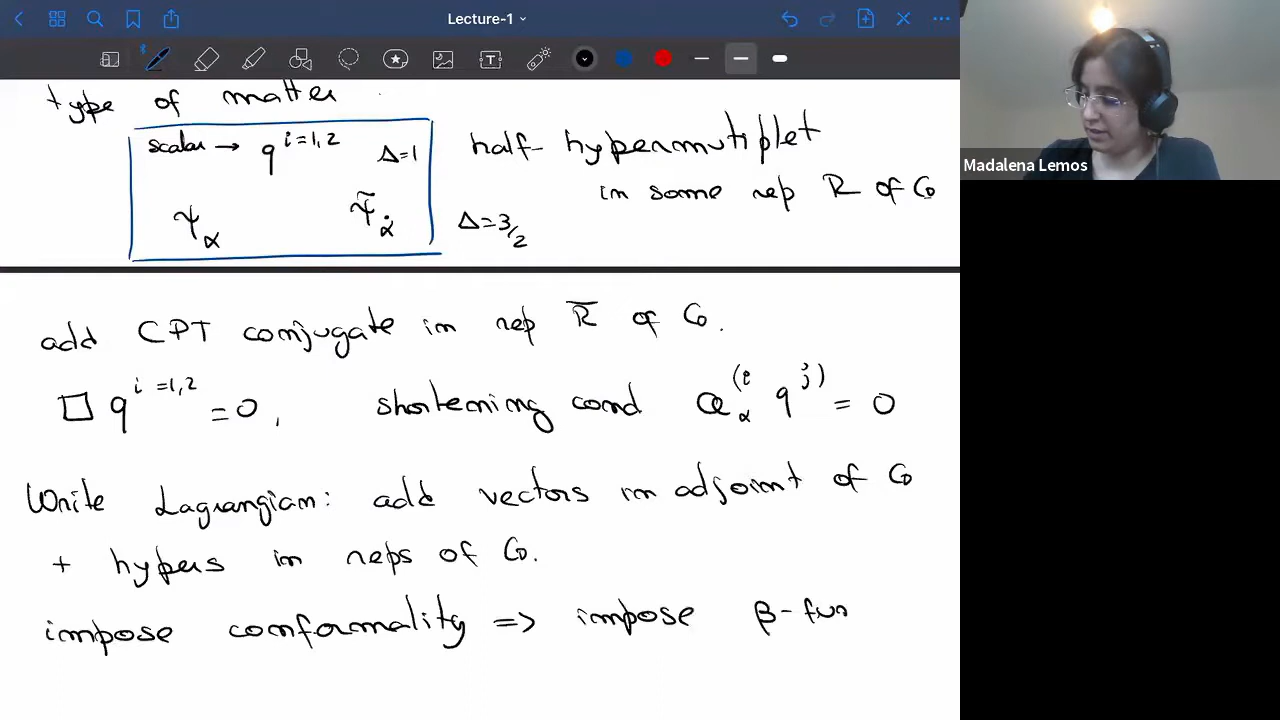 Lecture-1
type of matter
scalar → q^{i=1,2} Δ=1
half-hypermutiplet
in some rep R of G
ψ_α ψ̃_α̇ Δ=3/2
add CPT conjugate in rep R̄ of G.
□ q^{i=1,2} = 0, shortening cond Q_α^{(i} q^{j)} = 0
Write Lagrangian: add vectors in adjoint of G
+ hypers in reps of G.
impose conformality => impose β-fun
Madalena Lemos